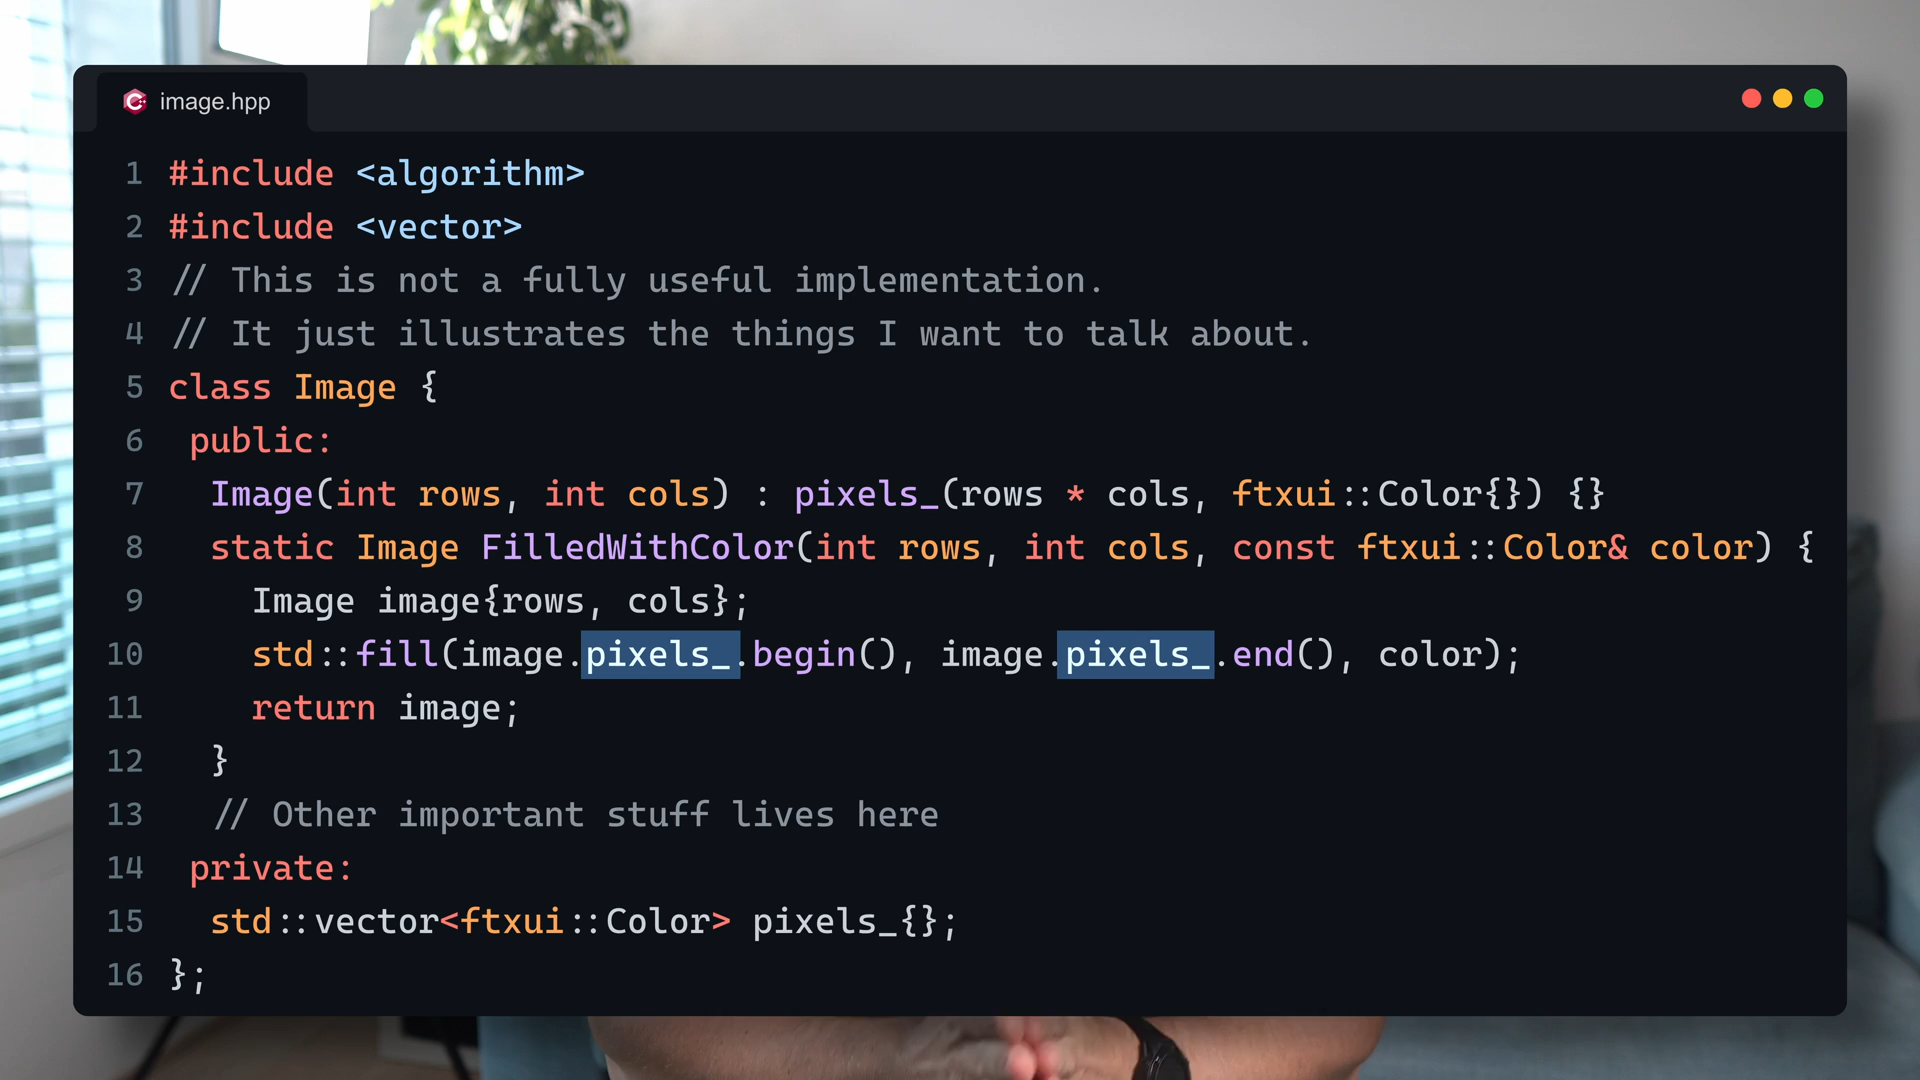 image.hpp
1 #include <algorithm>
2 #include <vector>
3 // This is not a fully useful implementation.
4 // It just illustrates the things I want to talk about.
5 class Image {
6  public:
7   Image(int rows, int cols) : pixels_(rows * cols, ftxui::Color{}) {}
8   static Image FilledWithColor(int rows, int cols, const ftxui::Color& color) {
9     Image image{rows, cols};
10     std::fill(image.pixels_.begin(), image.pixels_.end(), color);
11     return image;
12   }
13   // Other important stuff lives here
14  private:
15   std::vector<ftxui::Color> pixels_{};
16 };